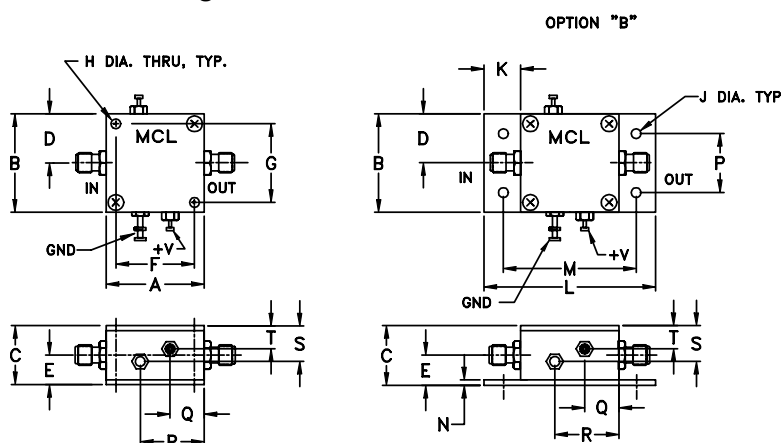 OPTION "B"
H DIA. THRU, TYP.
B
D
MCL
IN
OUT
G
GND
+V
F
A
K
J DIA. TYP
B
D
MCL
IN
OUT
P
GND
+V
M
L
C
E
T
S
Q
R
C
E
N
T
S
Q
R